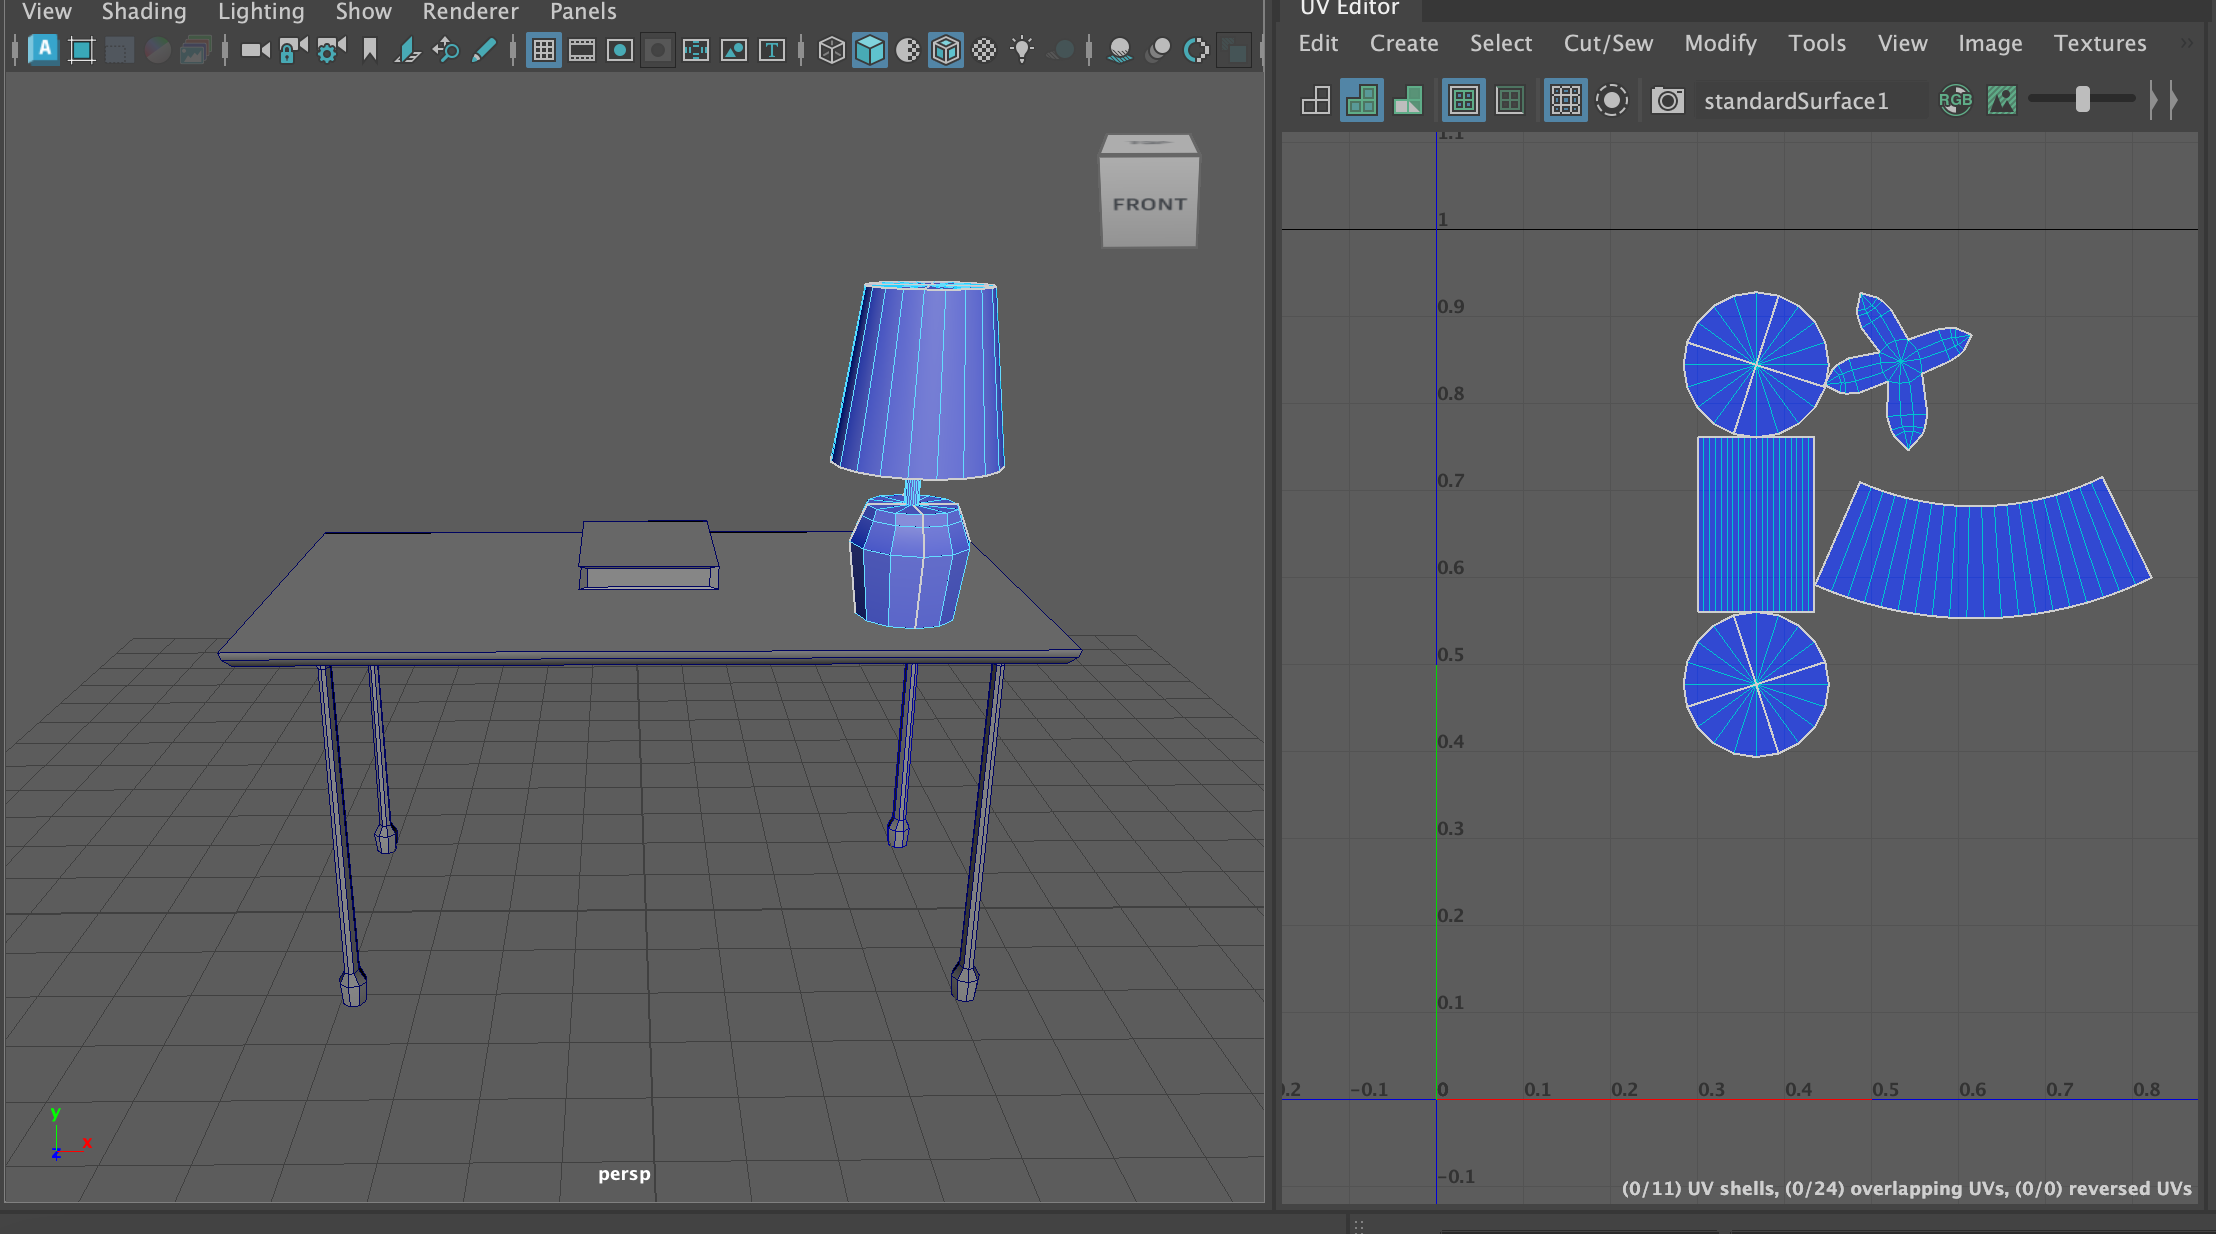 View Shading Lighting Show Renderer Panels
A T
FRONT
y
x
z
persp
UV Editor
Edit Create Select Cut/Sew Modify Tools View Image Textures
standardSurface1 RGB
1.1
1
0.9
0.8
0.7
0.6
0.5
0.4
0.3
0.2
0.1
-0.1 0 0.1 0.2 0.3 0.4 0.5 0.6 0.7 0.8
-0.1
(0/11) UV shells, (0/24) overlapping UVs, (0/0) reversed UVs